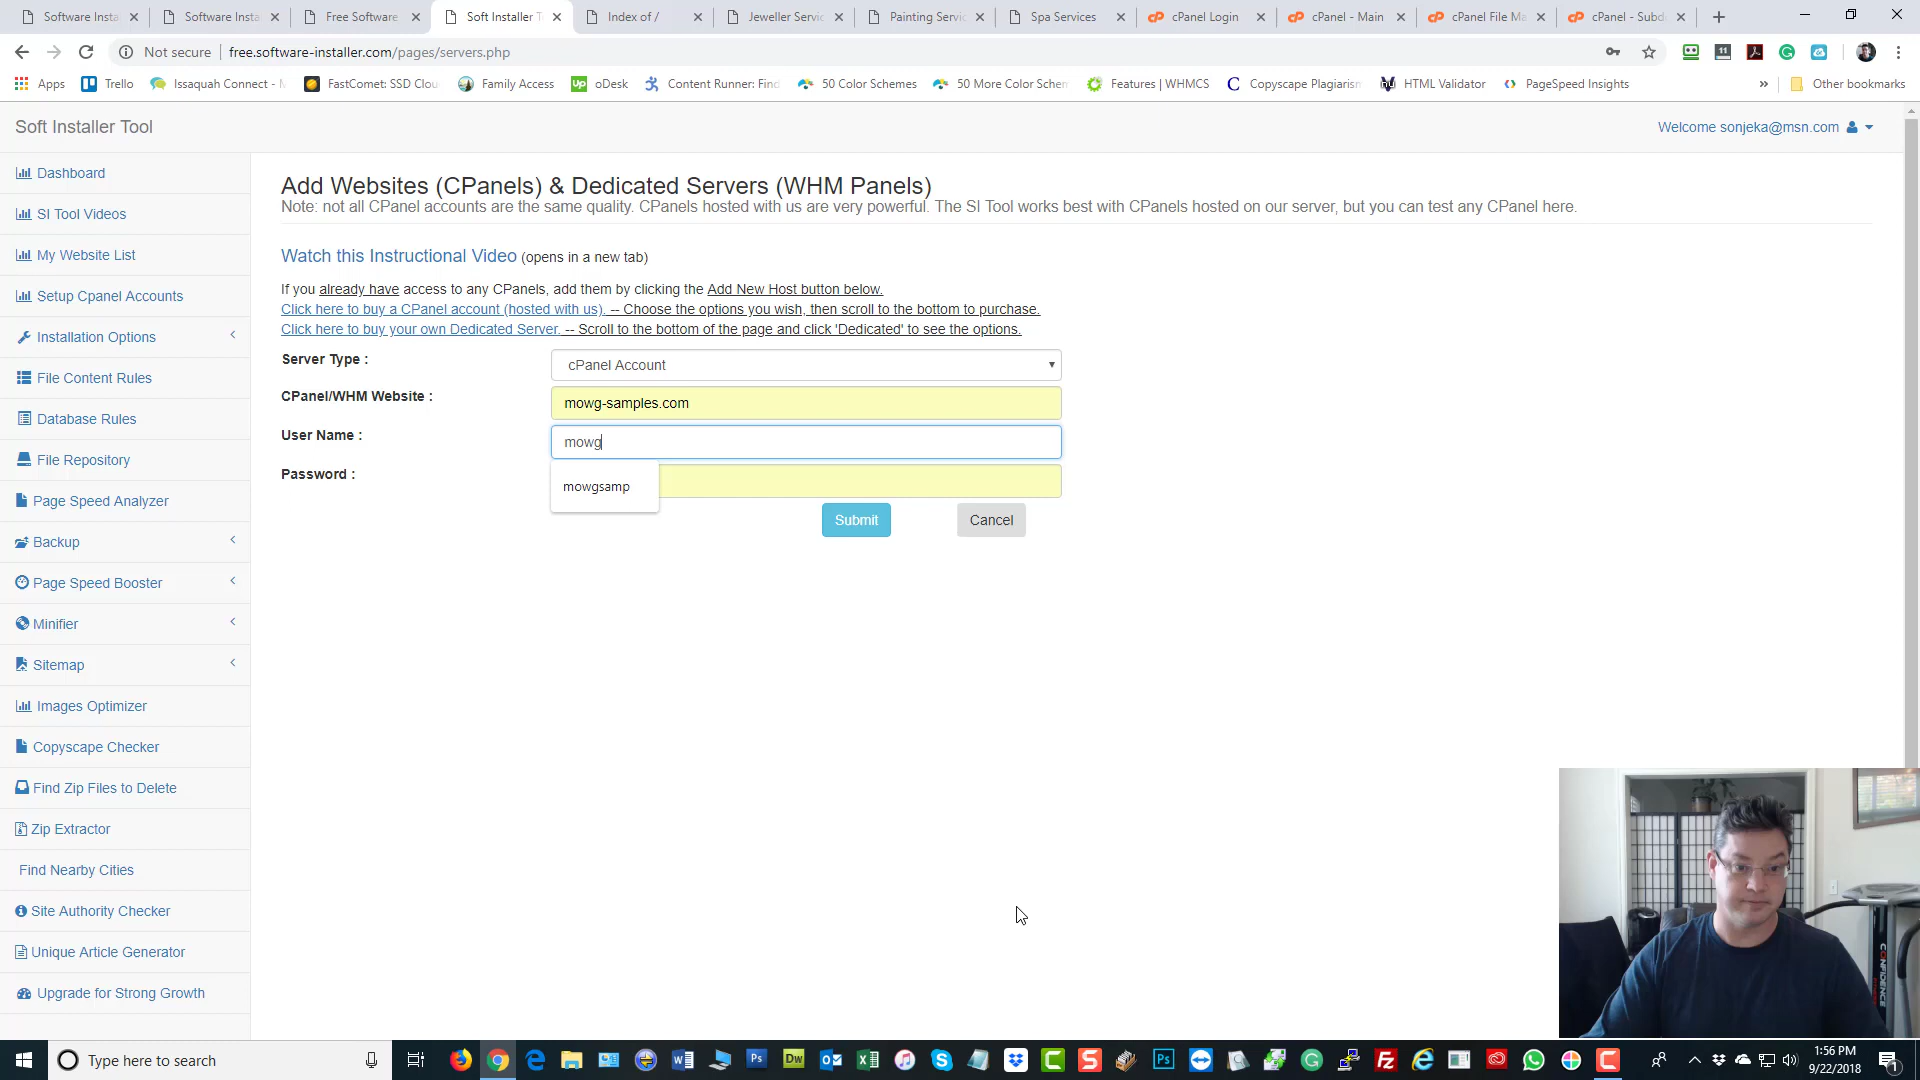 Software Insta
Software Insta
Free Software
Soft Installer T
Index of /
Jeweller Servic
Painting Servic
Spa Services
cPanel Login
cPanel - Main
cPanel File Ma
cPanel - Subd
Not secure
free.software-installer.com/pages/servers.php
Apps
Trello
Issaquah Connect -
FastComet: SSD Clou
Family Access
Up
oDesk
Content Runner: Find
50 Color Schemes
50 More Color Schem
Features | WHMCS
Copyscape Plagiarism
HTML Validator
PageSpeed Insights
»
Other bookmarks
Soft Installer Tool
Welcome sonjeka@msn.com
Dashboard
SI Tool Videos
My Website List
Setup Cpanel Accounts
Installation Options
File Content Rules
Database Rules
File Repository
Page Speed Analyzer
Backup
Page Speed Booster
Minifier
Sitemap
Images Optimizer
Copyscape Checker
Find Zip Files to Delete
Zip Extractor
Find Nearby Cities
Site Authority Checker
Unique Article Generator
Upgrade for Strong Growth
Add Websites (CPanels) & Dedicated Servers (WHM Panels)
Note: not all CPanel accounts are the same quality. CPanels hosted with us are very powerful. The SI Tool works best with CPanels hosted on our server, but you can test any CPanel here.
Watch this Instructional Video (opens in a new tab)
If you already have access to any CPanels, add them by clicking the Add New Host button below.
Click here to buy a CPanel account (hosted with us). -- Choose the options you wish, then scroll to the bottom to purchase.
Click here to buy your own Dedicated Server. -- Scroll to the bottom of the page and click 'Dedicated' to see the options.
Server Type :
cPanel Account
CPanel/WHM Website :
mowg-samples.com
User Name :
mowg
Password :
mowgsamp
Submit
Cancel
Type here to search
1:56 PM
9/22/2018